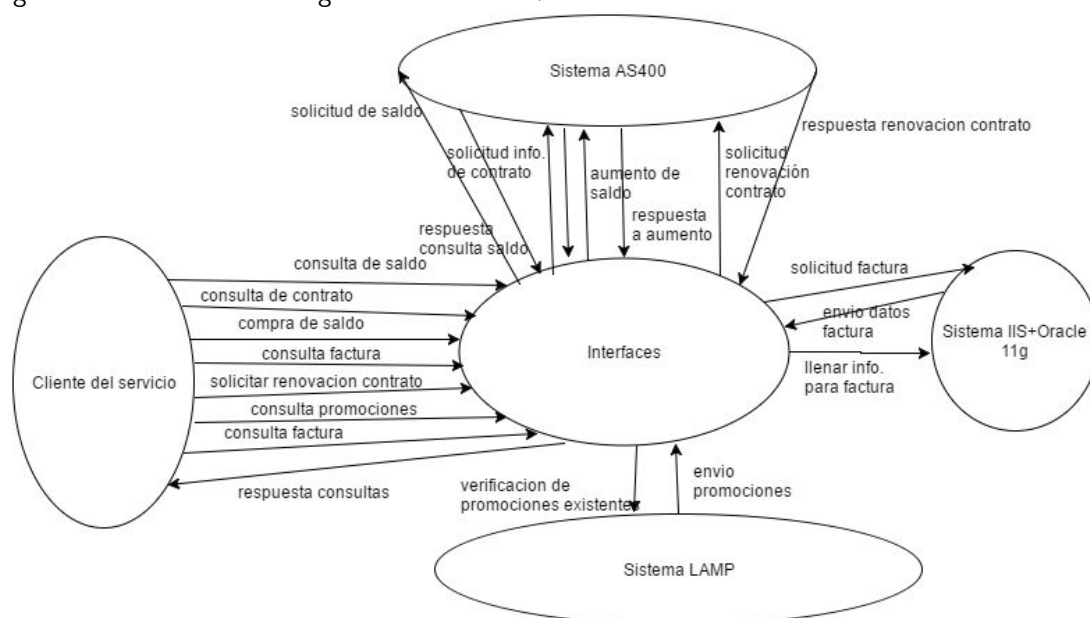 Sistema AS400
solicitud de saldo
respuesta renovacion contrato
solicitud info.
de contrato
aumento de
saldo
solicitud
renovación
contrato
respuesta
consulta saldo
respuesta
a aumento
consulta de saldo
solicitud factura
consulta de contrato
envio datos
factura
compra de saldo
Sistema IIS+Oracle
11g
consulta factura
Interfaces
Cliente del servicio
solicitar renovacion contrato
llenar info.
para factura
consulta promociones
consulta factura
respuesta consultas
verificacion de
promociones existentes
envio
promociones
Sistema LAMP